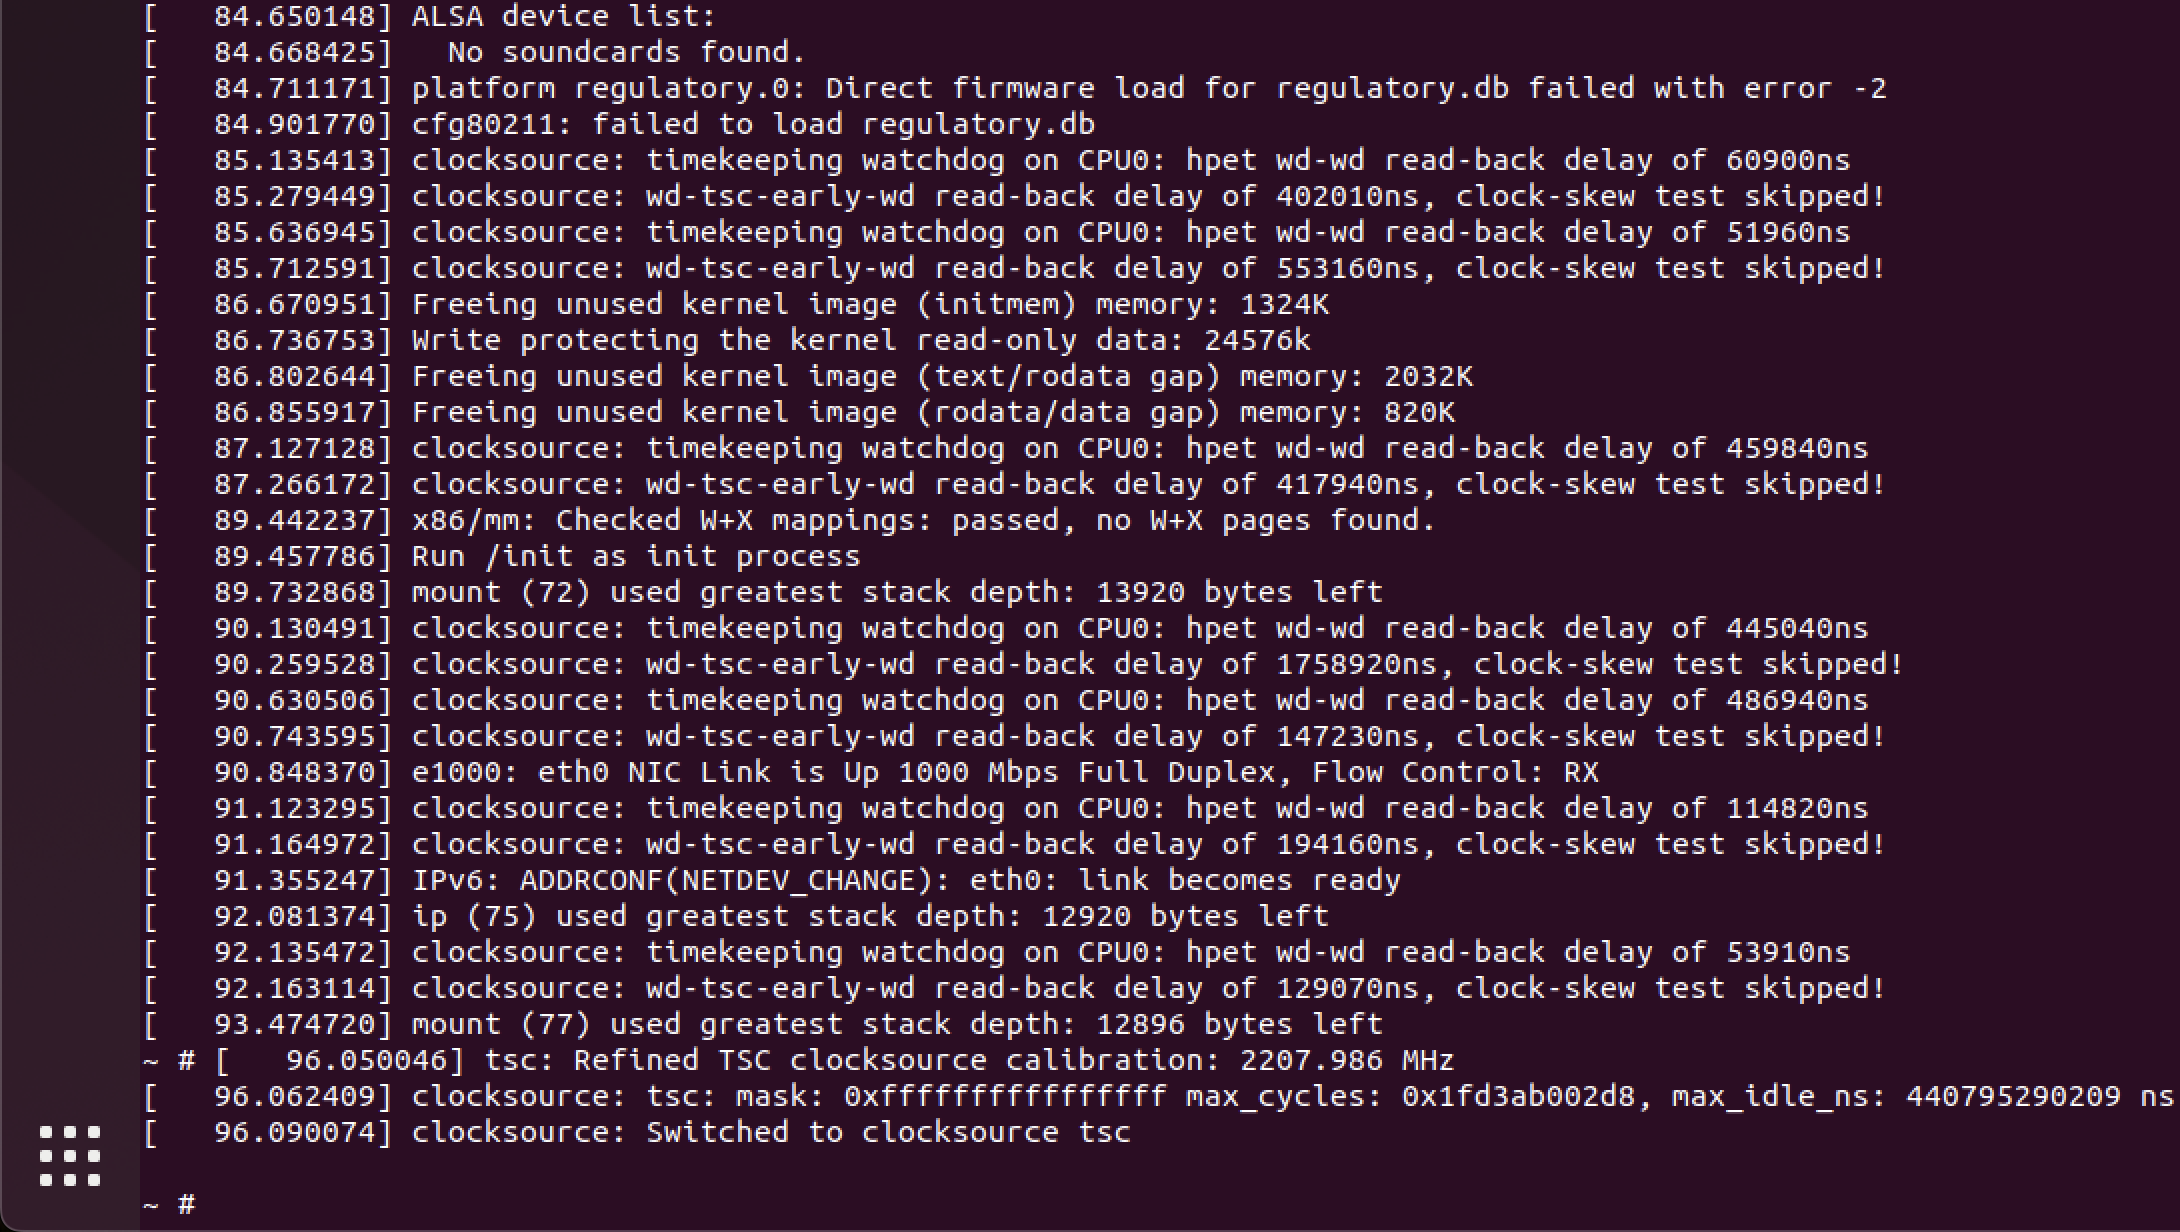 [   84.650148] ALSA device list:
[   84.668425]   No soundcards found.
[   84.711171] platform regulatory.0: Direct firmware load for regulatory.db failed with error -2
[   84.901770] cfg80211: failed to load regulatory.db
[   85.135413] clocksource: timekeeping watchdog on CPU0: hpet wd-wd read-back delay of 60900ns
[   85.279449] clocksource: wd-tsc-early-wd read-back delay of 402010ns, clock-skew test skipped!
[   85.636945] clocksource: timekeeping watchdog on CPU0: hpet wd-wd read-back delay of 51960ns
[   85.712591] clocksource: wd-tsc-early-wd read-back delay of 553160ns, clock-skew test skipped!
[   86.670951] Freeing unused kernel image (initmem) memory: 1324K
[   86.736753] Write protecting the kernel read-only data: 24576k
[   86.802644] Freeing unused kernel image (text/rodata gap) memory: 2032K
[   86.855917] Freeing unused kernel image (rodata/data gap) memory: 820K
[   87.127128] clocksource: timekeeping watchdog on CPU0: hpet wd-wd read-back delay of 459840ns
[   87.266172] clocksource: wd-tsc-early-wd read-back delay of 417940ns, clock-skew test skipped!
[   89.442237] x86/mm: Checked W+X mappings: passed, no W+X pages found.
[   89.457786] Run /init as init process
[   89.732868] mount (72) used greatest stack depth: 13920 bytes left
[   90.130491] clocksource: timekeeping watchdog on CPU0: hpet wd-wd read-back delay of 445040ns
[   90.259528] clocksource: wd-tsc-early-wd read-back delay of 1758920ns, clock-skew test skipped!
[   90.630506] clocksource: timekeeping watchdog on CPU0: hpet wd-wd read-back delay of 486940ns
[   90.743595] clocksource: wd-tsc-early-wd read-back delay of 147230ns, clock-skew test skipped!
[   90.848370] e1000: eth0 NIC Link is Up 1000 Mbps Full Duplex, Flow Control: RX
[   91.123295] clocksource: timekeeping watchdog on CPU0: hpet wd-wd read-back delay of 114820ns
[   91.164972] clocksource: wd-tsc-early-wd read-back delay of 194160ns, clock-skew test skipped!
[   91.355247] IPv6: ADDRCONF(NETDEV_CHANGE): eth0: link becomes ready
[   92.081374] ip (75) used greatest stack depth: 12920 bytes left
[   92.135472] clocksource: timekeeping watchdog on CPU0: hpet wd-wd read-back delay of 53910ns
[   92.163114] clocksource: wd-tsc-early-wd read-back delay of 129070ns, clock-skew test skipped!
[   93.474720] mount (77) used greatest stack depth: 12896 bytes left
~ # [   96.050046] tsc: Refined TSC clocksource calibration: 2207.986 MHz
[   96.062409] clocksource: tsc: mask: 0xffffffffffffffff max_cycles: 0x1fd3ab002d8, max_idle_ns: 440795290209 ns
[   96.090074] clocksource: Switched to clocksource tsc
~ #